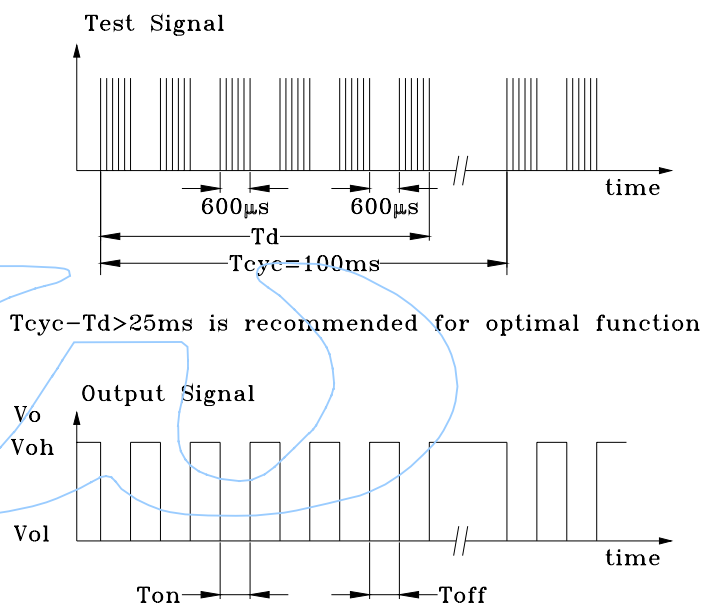 Test Signal
time
600μs 600μs
Td
Tcyc=100ms
Tcyc-Td>25ms is recommended for optimal function
Output Signal
Vo
Voh
Vol
time
Ton Toff